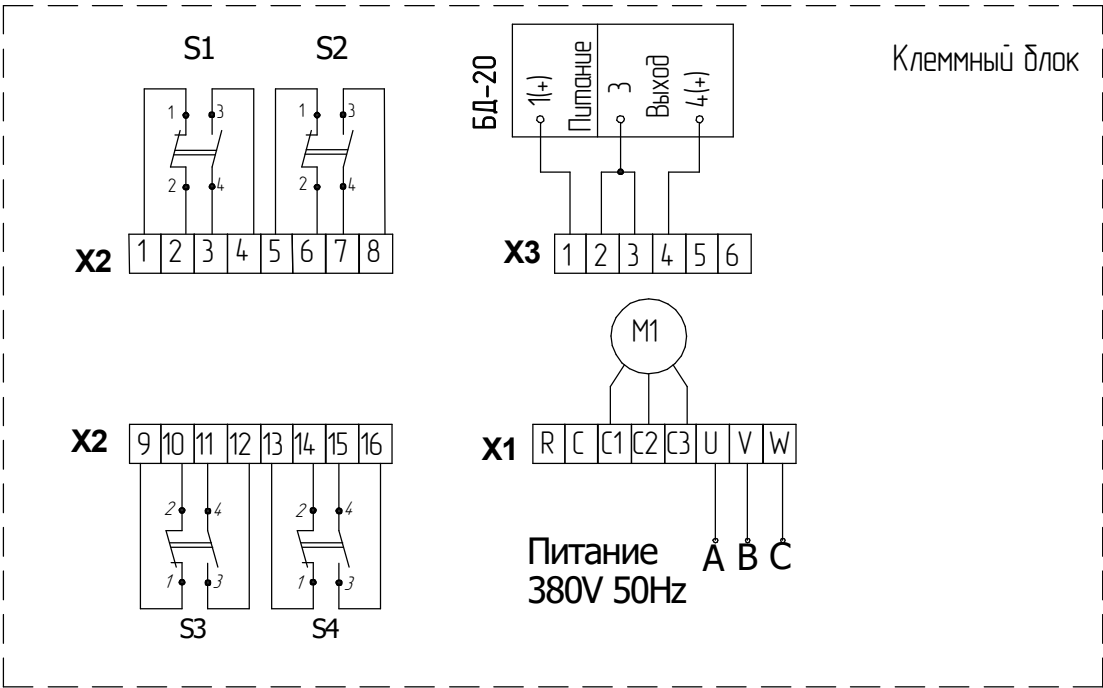 S1 S2
Клеммный блок
БД-20
1(+) Питание 3 Выход 4(+)
1 3 1 3
2 4 2 4
X2 1 2 3 4 5 6 7 8
X3 1 2 3 4 5 6
M1
X2 9 10 11 12 13 14 15 16
X1 R C C1 C2 C3 U V W
2 4 2 4
1 3 1 3
S3 S4
Питание A B C
380V 50Hz